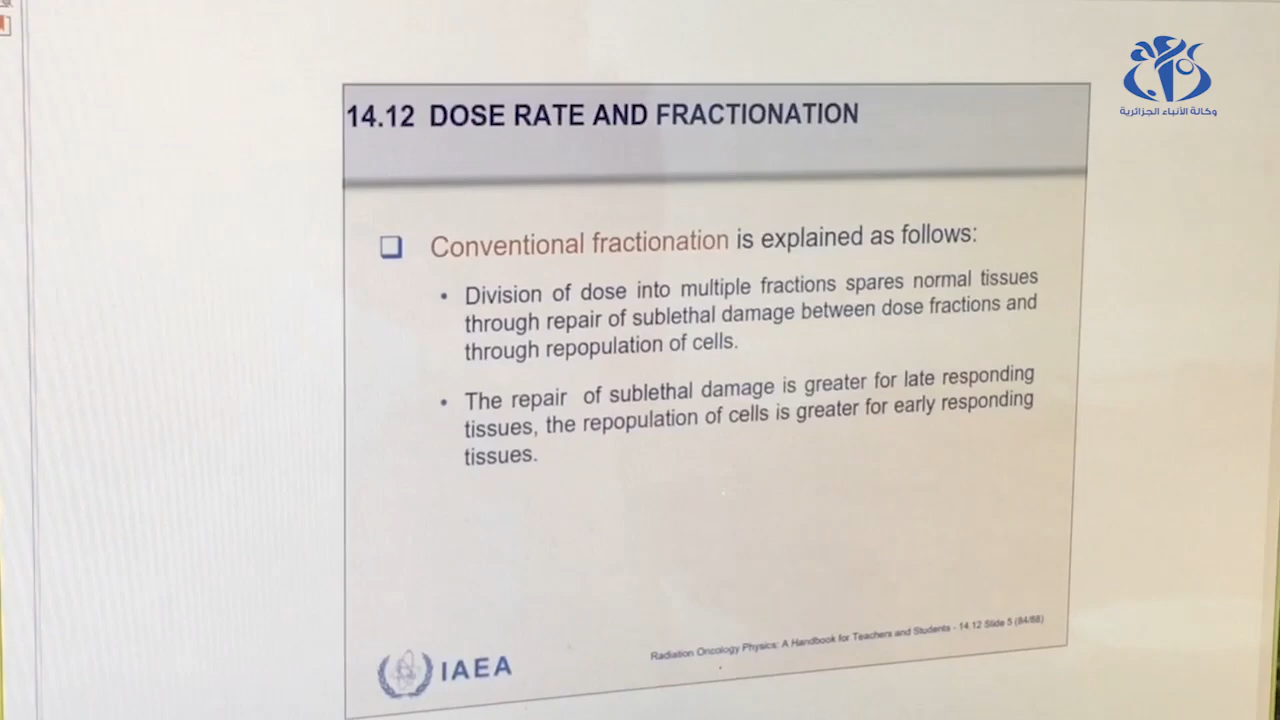 وكالة الأنباء الجزائرية
14.12 DOSE RATE AND FRACTIONATION
Conventional fractionation is explained as follows:
• Division of dose into multiple fractions spares normal tissues
through repair of sublethal damage between dose fractions and
through repopulation of cells.
• The repair of sublethal damage is greater for late responding
tissues, the repopulation of cells is greater for early responding
tissues.
IAEA
Radiation Oncology Physics: A Handbook for Teachers and Students - 14.12 Slide 5 (84/88)